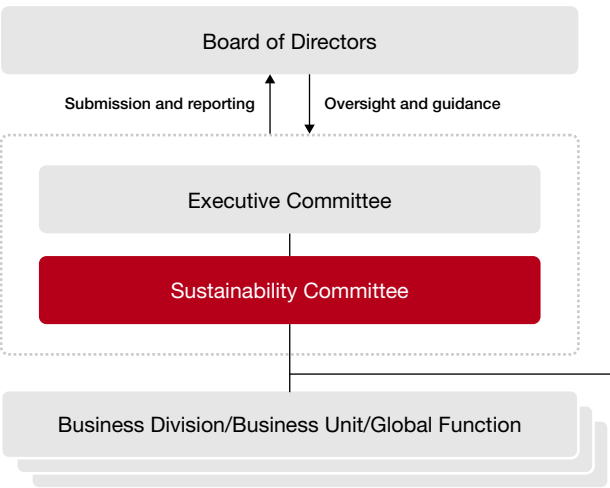 Board of Directors
Submission and reporting
Oversight and guidance
Executive Committee
Sustainability Committee
Business Division/Business Unit/Global Function